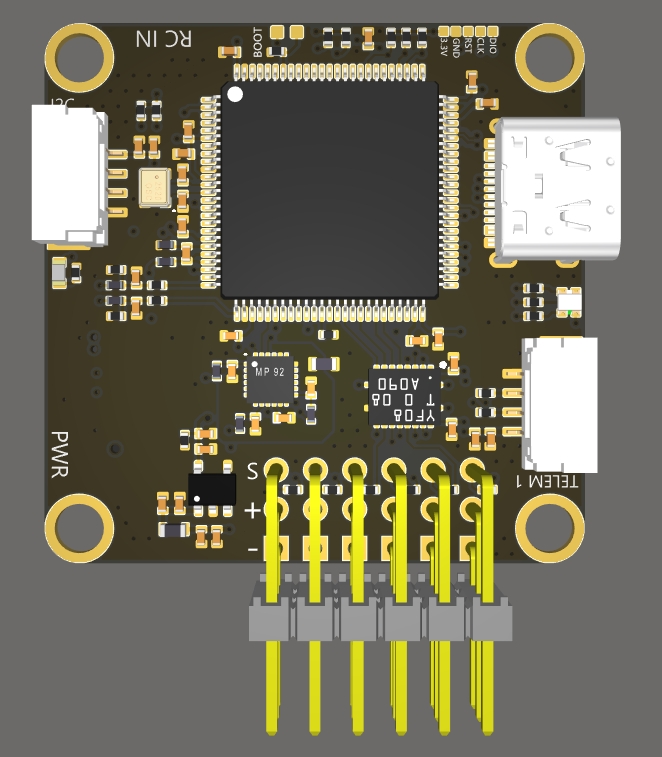 RC IN
BOOT
3.3V
GND
RST
CLK
DIO
I2C
MP 92
YF08
T 0 08
A090
PWR
S
+
-
TELEM 1